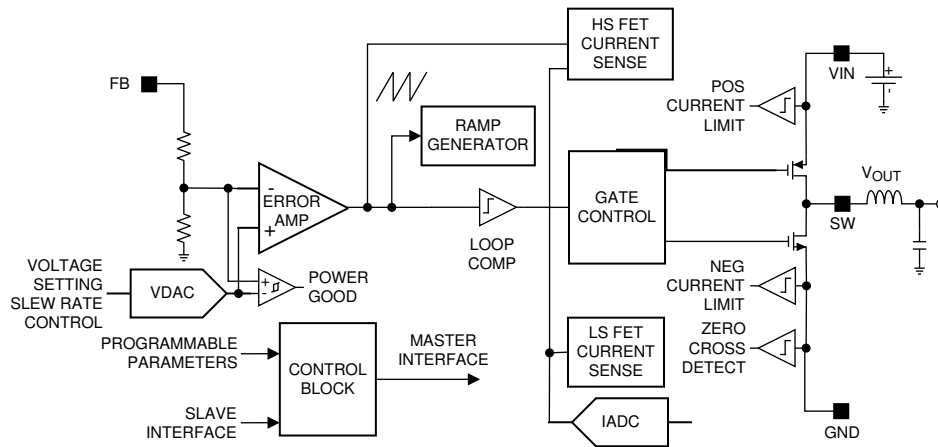 HS FET
CURRENT
SENSE
VIN
+
-
FB
POS
CURRENT
LIMIT
RAMP
GENERATOR
-
ERROR
AMP
+
GATE
CONTROL
VOUT
SW
LOOP
COMP
VOLTAGE
SETTING
SLEW RATE
CONTROL
VDAC
+
-
POWER
GOOD
NEG
CURRENT
LIMIT
PROGRAMMABLE
PARAMETERS
CONTROL
BLOCK
MASTER
INTERFACE
LS FET
CURRENT
SENSE
ZERO
CROSS
DETECT
SLAVE
INTERFACE
IADC
GND